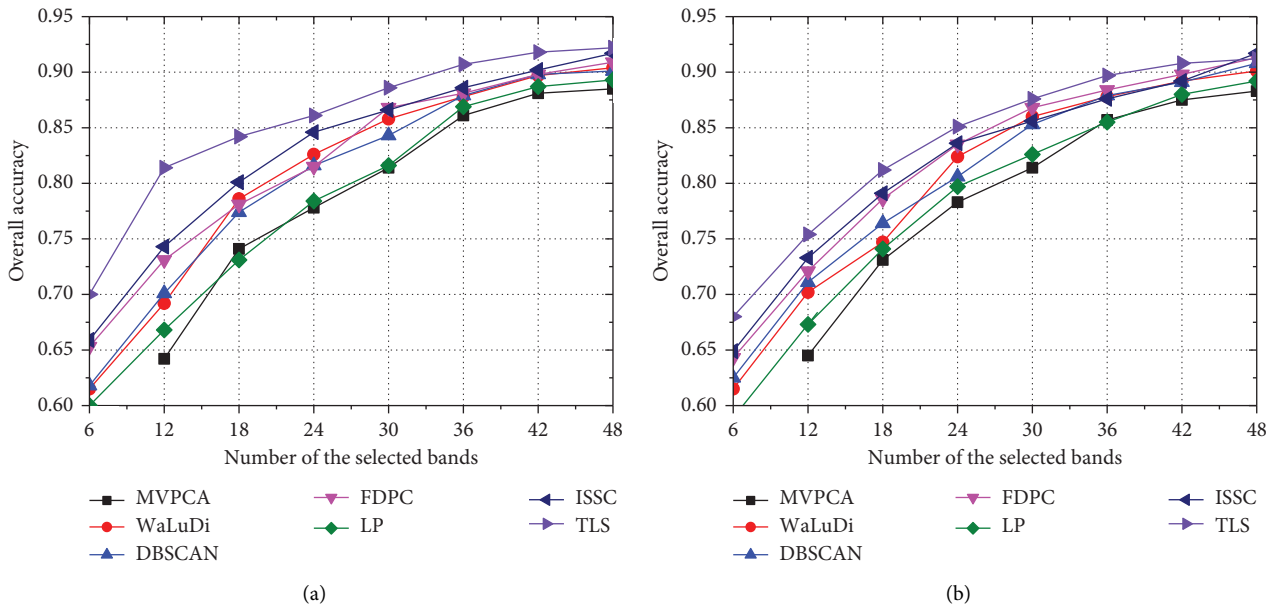 0.95
0.90
0.85
0.80
0.75
0.70
0.65
0.60
Overall accuracy
6 12 18 24 30 36 42 48
Number of the selected bands
MVPCA
WaLuDi
DBSCAN
FDPC
LP
ISSC
TLS
(a)
0.95
0.90
0.85
0.80
0.75
0.70
0.65
0.60
Overall accuracy
6 12 18 24 30 36 42 48
Number of the selected bands
MVPCA
WaLuDi
DBSCAN
FDPC
LP
ISSC
TLS
(b)